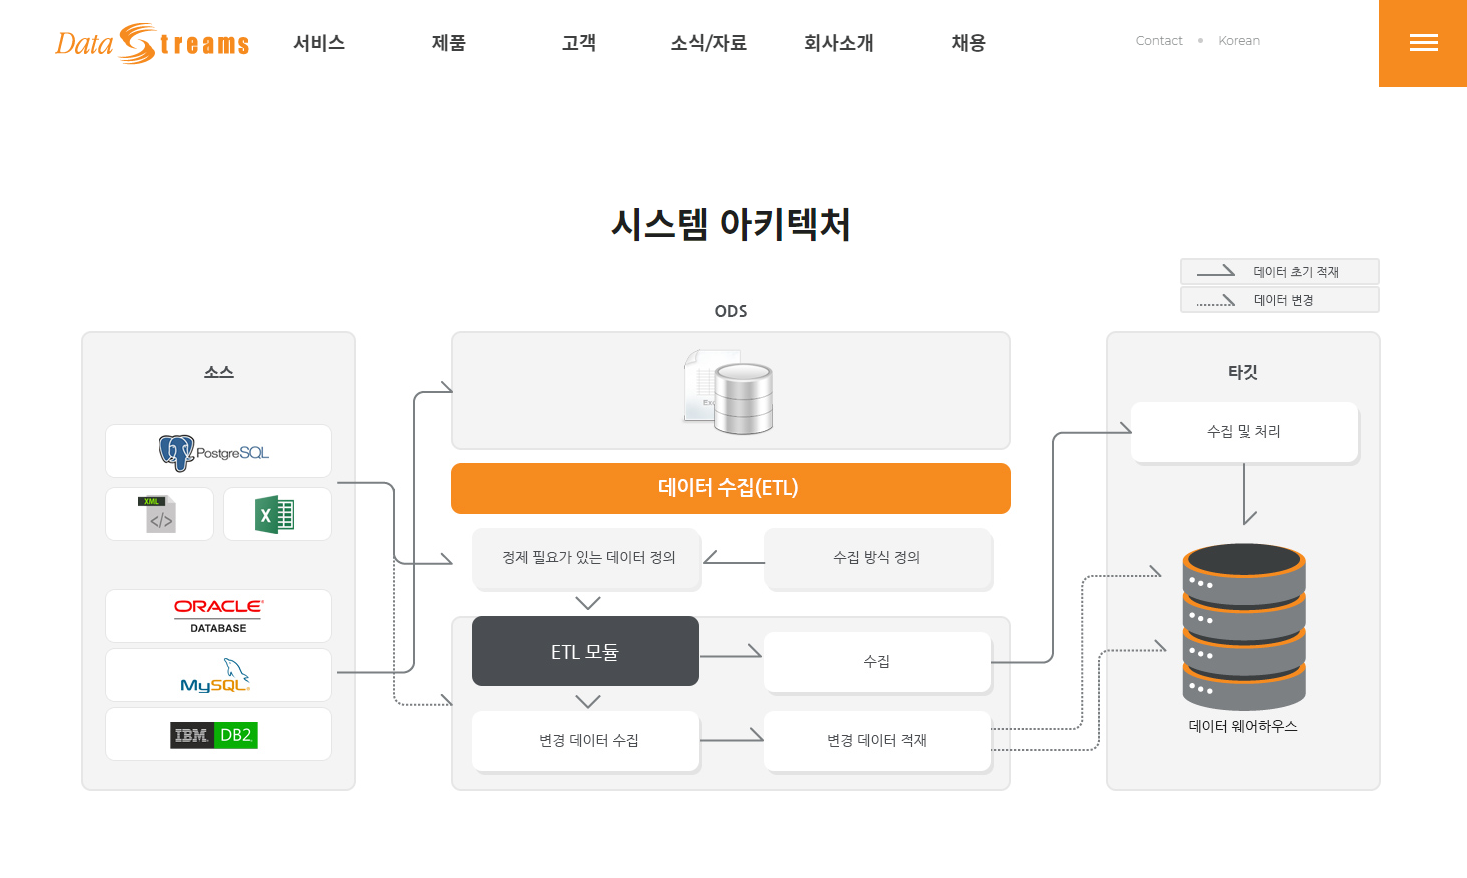 Data Streams
서비스
제품
고객
소식/자료
회사소개
채용
Contact
Korean
시스템 아키텍처
데이터 초기 적재
데이터 변경
ODS
소스
PostgreSQL
XML
</>
X
ORACLE
DATABASE
MySQL
IBM DB2
데이터 수집(ETL)
정제 필요가 있는 데이터 정의
수집 방식 정의
ETL 모듈
수집
변경 데이터 수집
변경 데이터 적재
타깃
수집 및 처리
데이터 웨어하우스